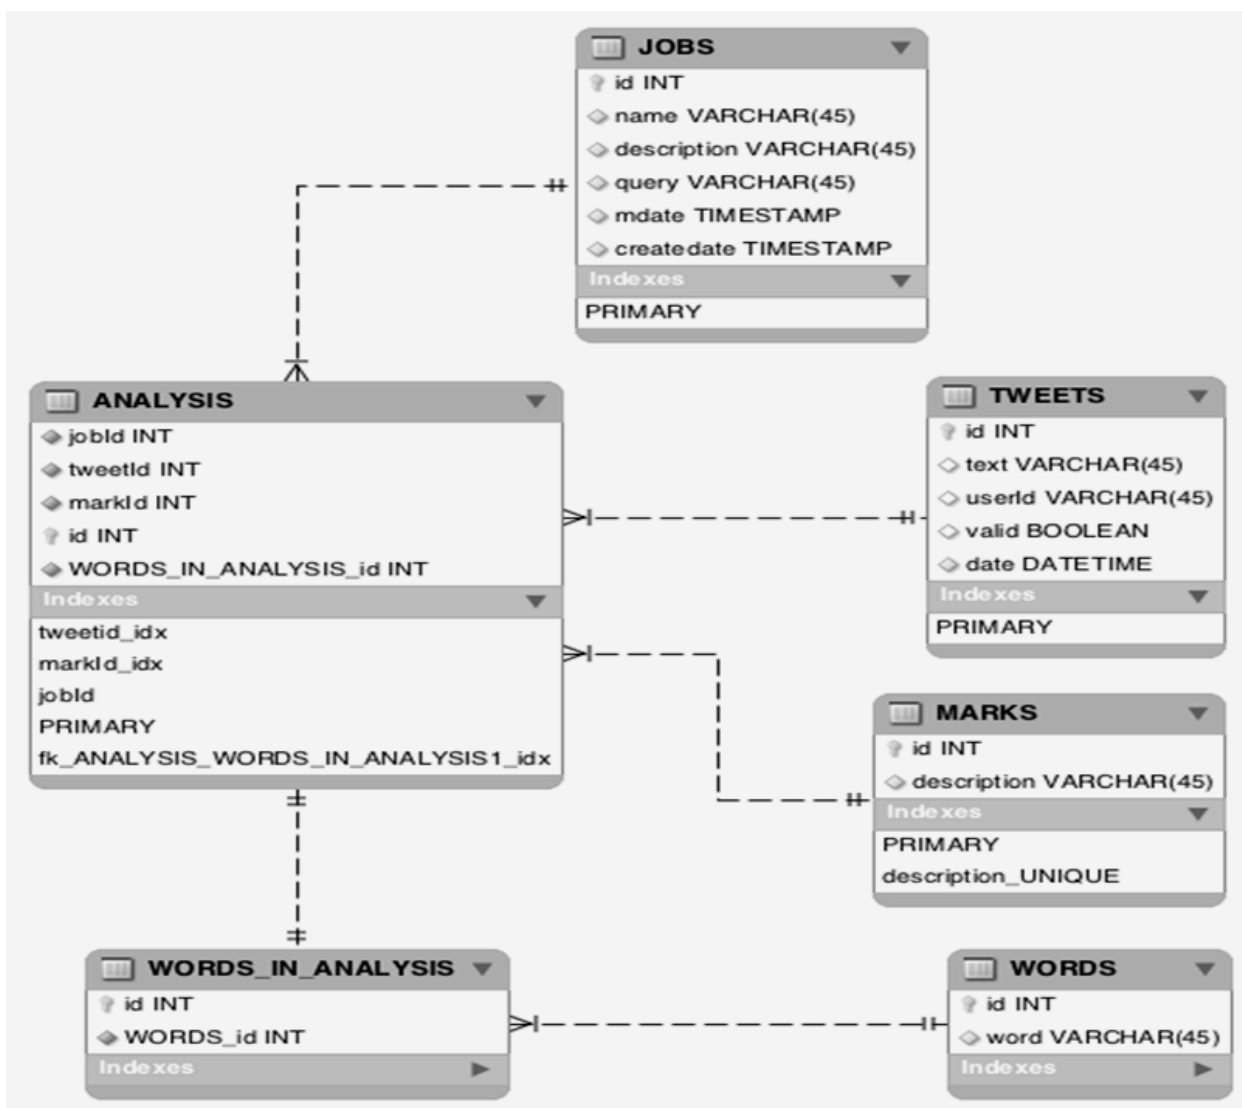 JOBS
id INT
name VARCHAR(45)
description VARCHAR(45)
query VARCHAR(45)
mdate TIMESTAMP
createdate TIMESTAMP
Indexes
PRIMARY
ANALYSIS
jobId INT
tweetId INT
markId INT
id INT
WORDS_IN_ANALYSIS_id INT
Indexes
tweetid_idx
markId_idx
jobId
PRIMARY
fk_ANALYSIS_WORDS_IN_ANALYSIS1_idx
TWEETS
id INT
text VARCHAR(45)
userId VARCHAR(45)
valid BOOLEAN
date DATETIME
Indexes
PRIMARY
MARKS
id INT
description VARCHAR(45)
Indexes
PRIMARY
description_UNIQUE
WORDS_IN_ANALYSIS
id INT
WORDS_id INT
Indexes
WORDS
id INT
word VARCHAR(45)
Indexes